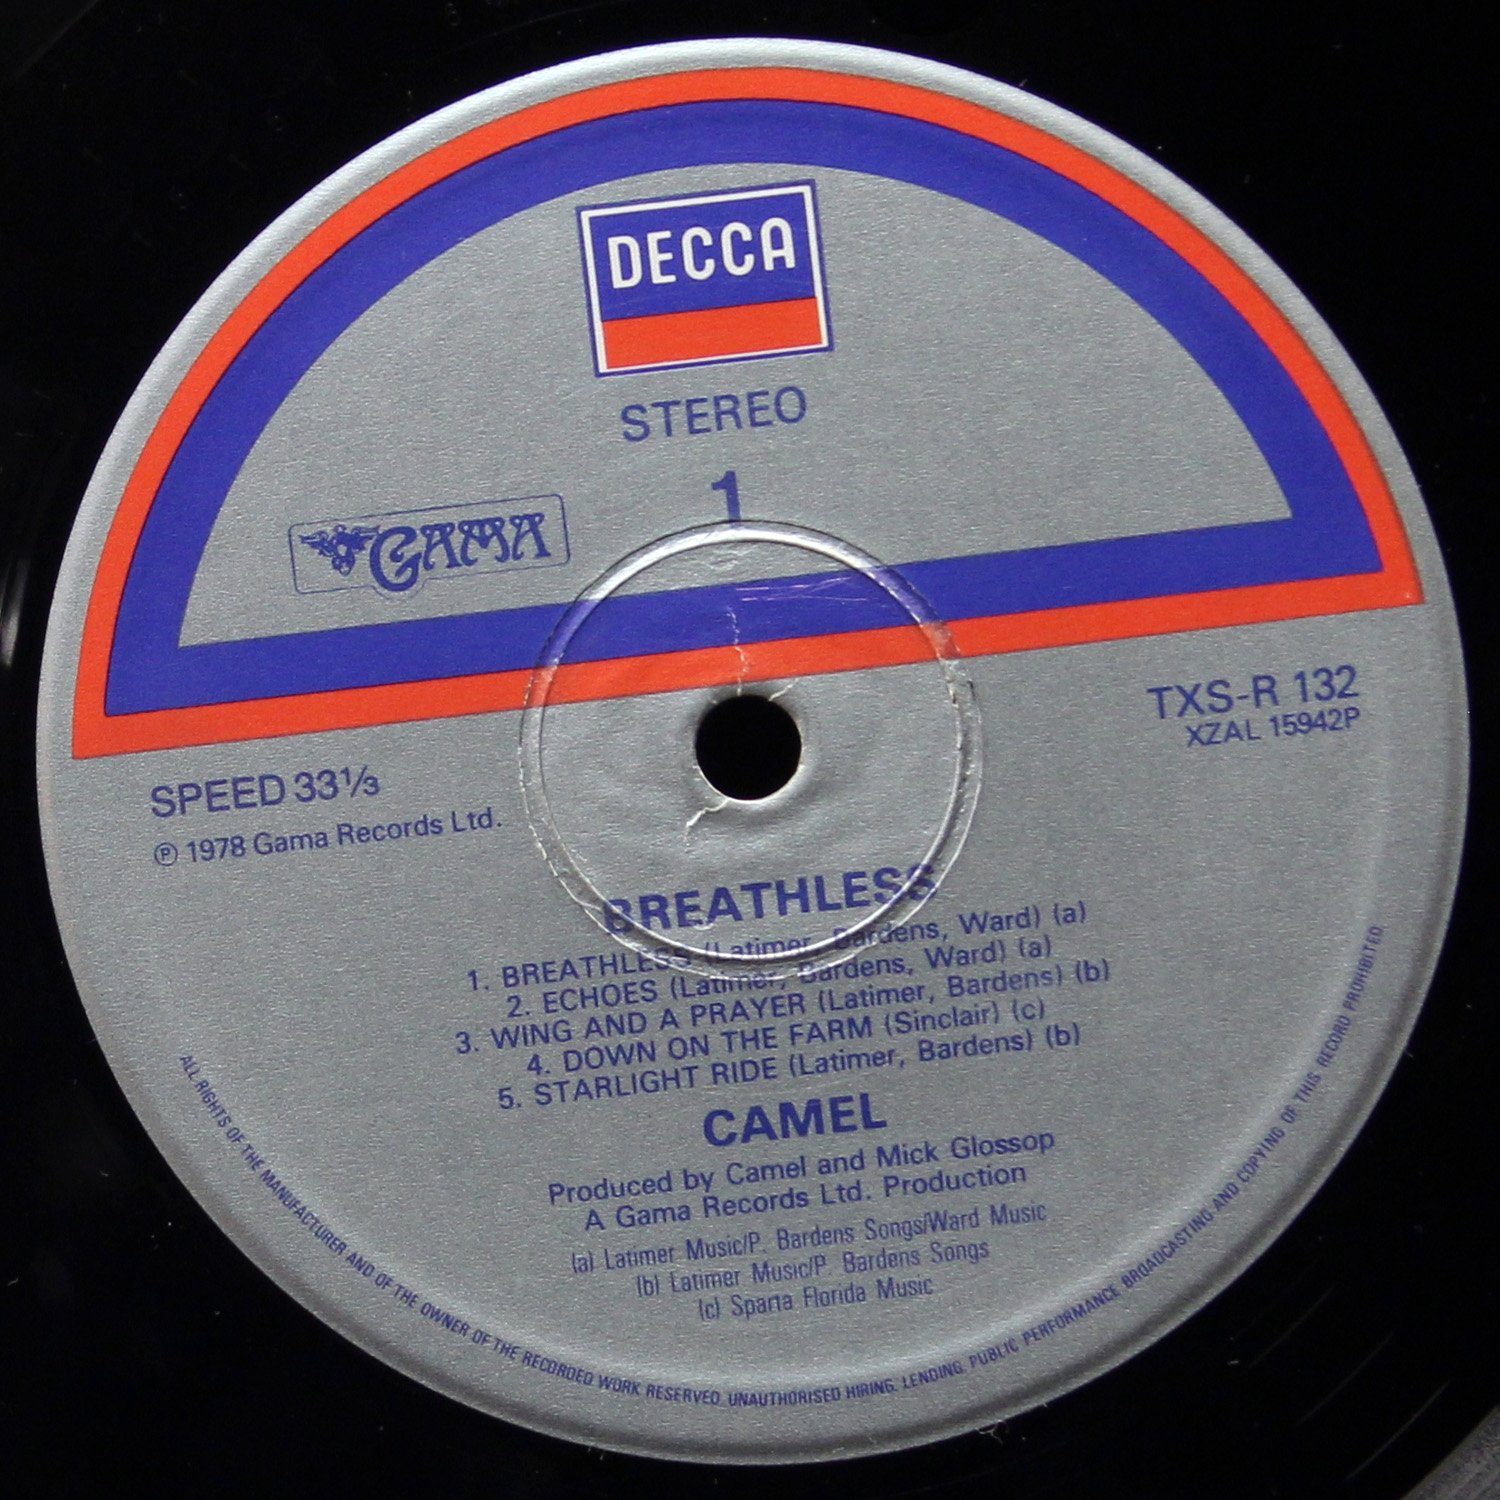 DECCA
STEREO
1
GAMA
TXS-R 132
XZAL 15942P
SPEED 33⅓
℗ 1978 Gama Records Ltd.
BREATHLESS
1. BREATHLESS (Latimer, Bardens, Ward) (a)
2. ECHOES (Latimer, Bardens, Ward) (a)
3. WING AND A PRAYER (Latimer, Bardens) (b)
4. DOWN ON THE FARM (Sinclair) (c)
5. STARLIGHT RIDE (Latimer, Bardens) (b)
CAMEL
Produced by Camel and Mick Glossop
A Gama Records Ltd. Production
(a) Latimer Music/P. Bardens Songs/Ward Music
(b) Latimer Music/P. Bardens Songs
(c) Sparta Florida Music
ALL RIGHTS OF THE MANUFACTURER AND OF THE OWNER OF THE RECORDED WORK RESERVED. UNAUTHORISED HIRING. LENDING. PUBLIC PERFORMANCE BROADCASTING AND COPYING OF THIS RECORD PROHIBITED.